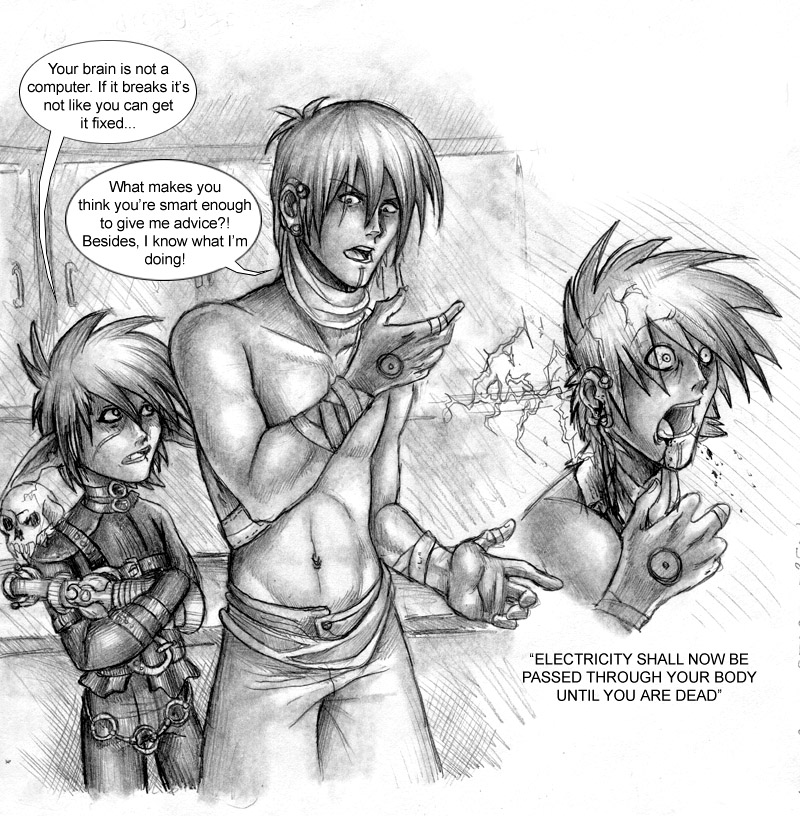 Your brain is not a
computer. If it breaks it's
not like you can get
it fixed...
What makes you
think you're smart enough
to give me advice?!
Besides, I know what I'm
doing!
"ELECTRICITY SHALL NOW BE
PASSED THROUGH YOUR BODY
UNTIL YOU ARE DEAD"